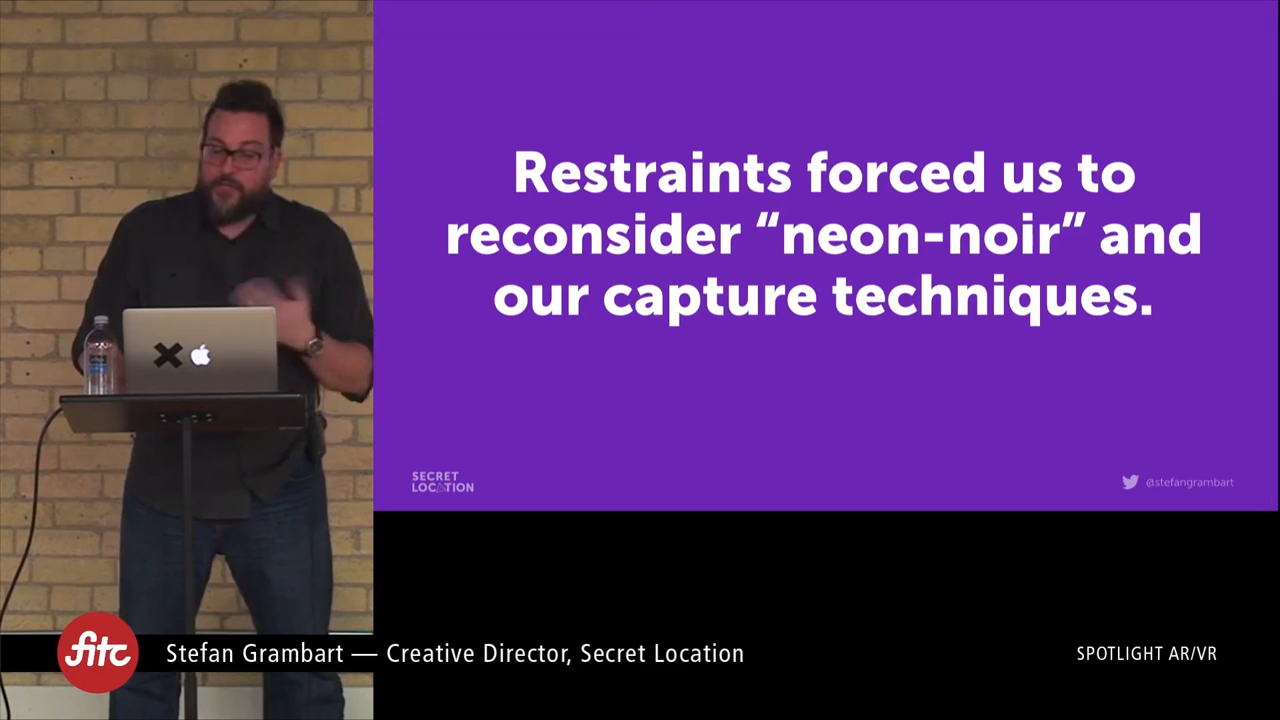 Restraints forced us to
reconsider “neon-noir” and
our capture techniques.
SECRET
LOCATION
@stefangrambart
fitc
Stefan Grambart — Creative Director, Secret Location
SPOTLIGHT AR/VR